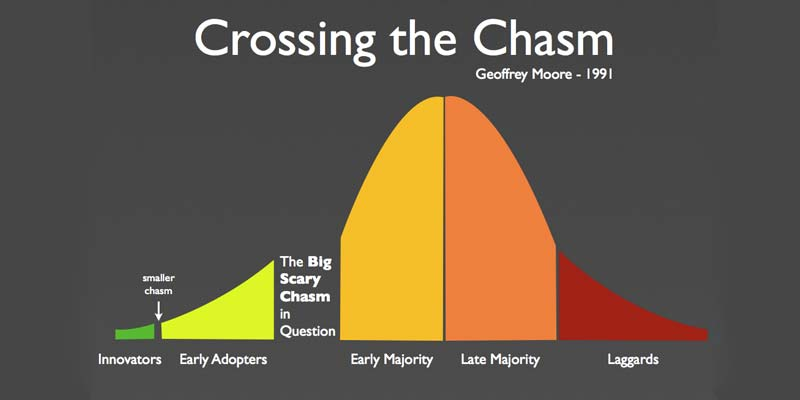 Crossing the Chasm
Geoffrey Moore - 1991
smaller
chasm
The Big
Scary
Chasm
in
Question
Innovators
Early Adopters
Early Majority
Late Majority
Laggards